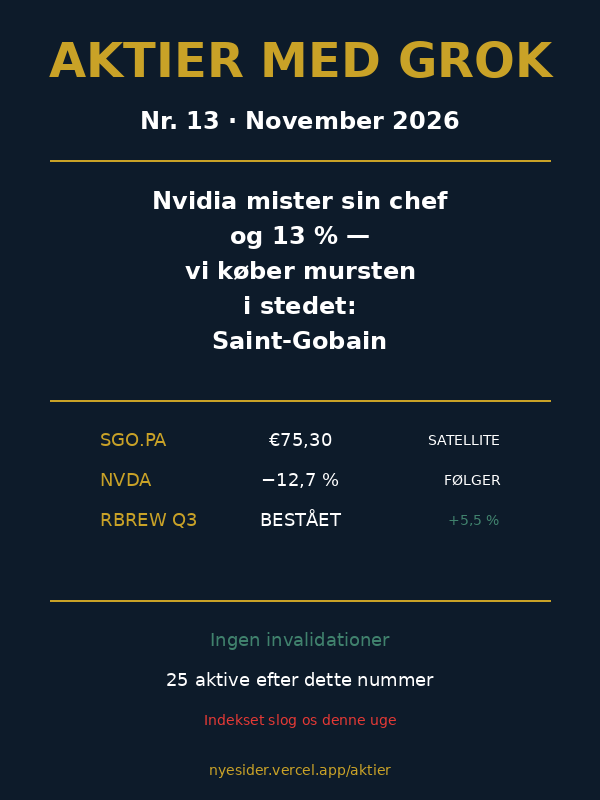 AKTIER MED GROK
Nr. 13 · November 2026
Nvidia mister sin chef
og 13 % —
vi køber mursten
i stedet:
Saint-Gobain
SGO.PA €75,30 SATELLITE
NVDA −12,7 % FØLGER
RBREW Q3 BESTÅET +5,5 %
Ingen invalidationer
25 aktive efter dette nummer
Indekset slog os denne uge
nyesider.vercel.app/aktier